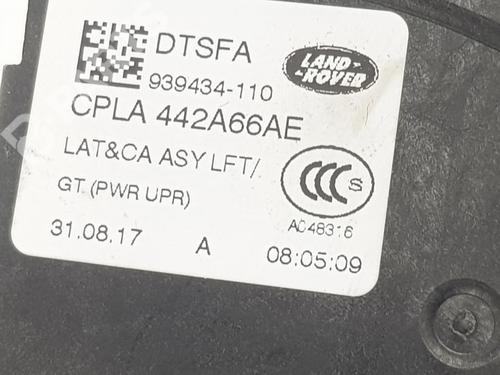 DTSFA
LAND-
ROVER
939434-110
CPLA 442A66AE
LAT&CA ASY LFT/
GT (PWR UPR)
CCC S
A048316
31.08.17 A 08:05:09